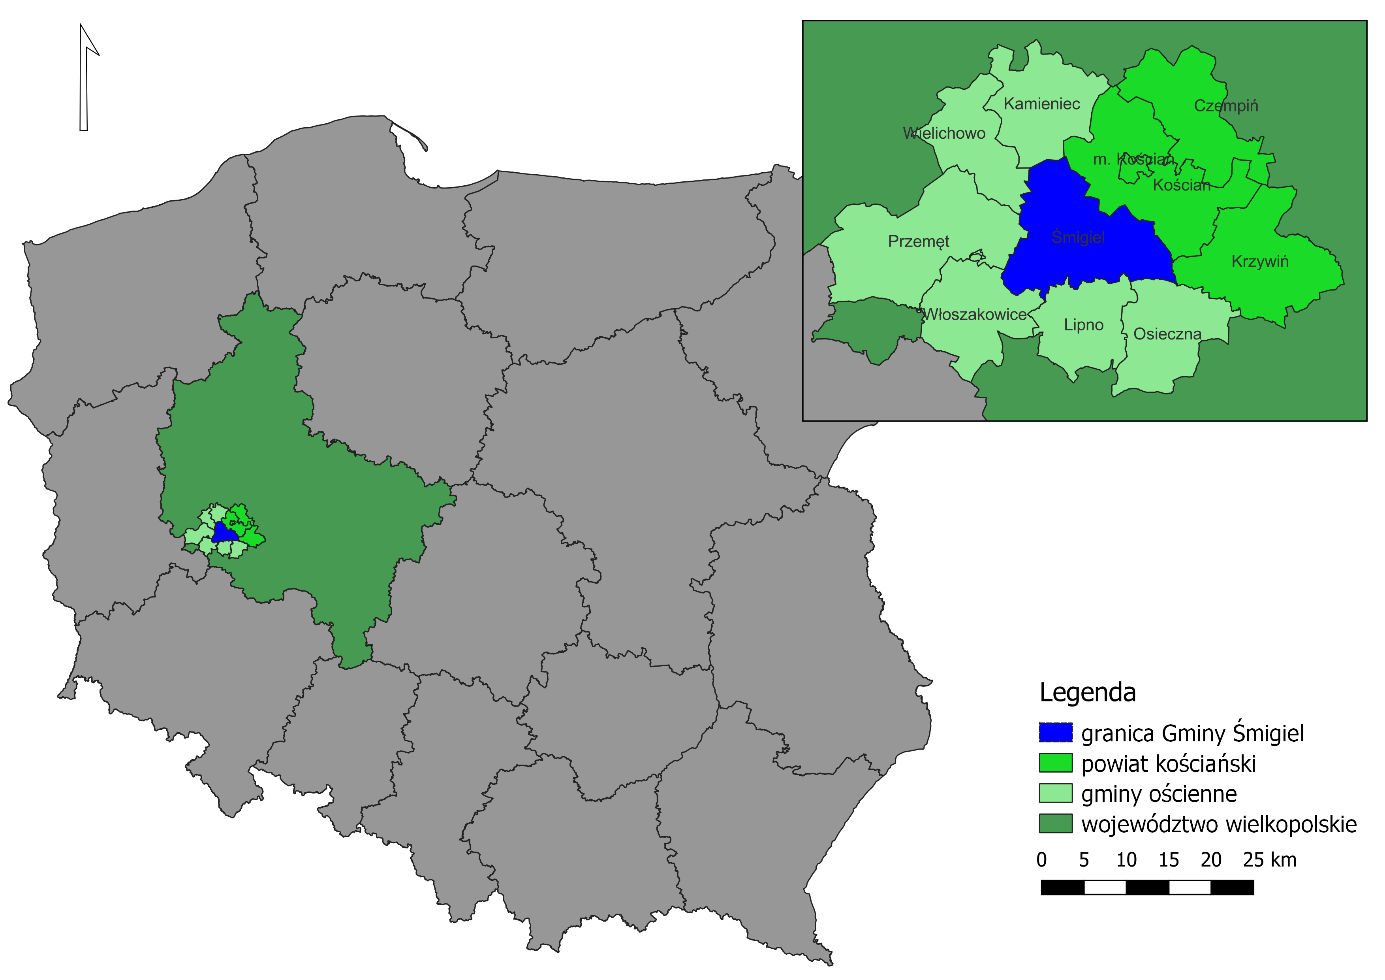 Kamieniec
Czempiń
Wielichowo
m. Kościan
Kościan
Śmigiel
Przemęt
Krzywiń
Włoszakowice
Lipno
Osieczna
Legenda
granica Gminy Śmigiel
powiat kościański
gminy ościenne
województwo wielkopolskie
0 5 10 15 20 25 km